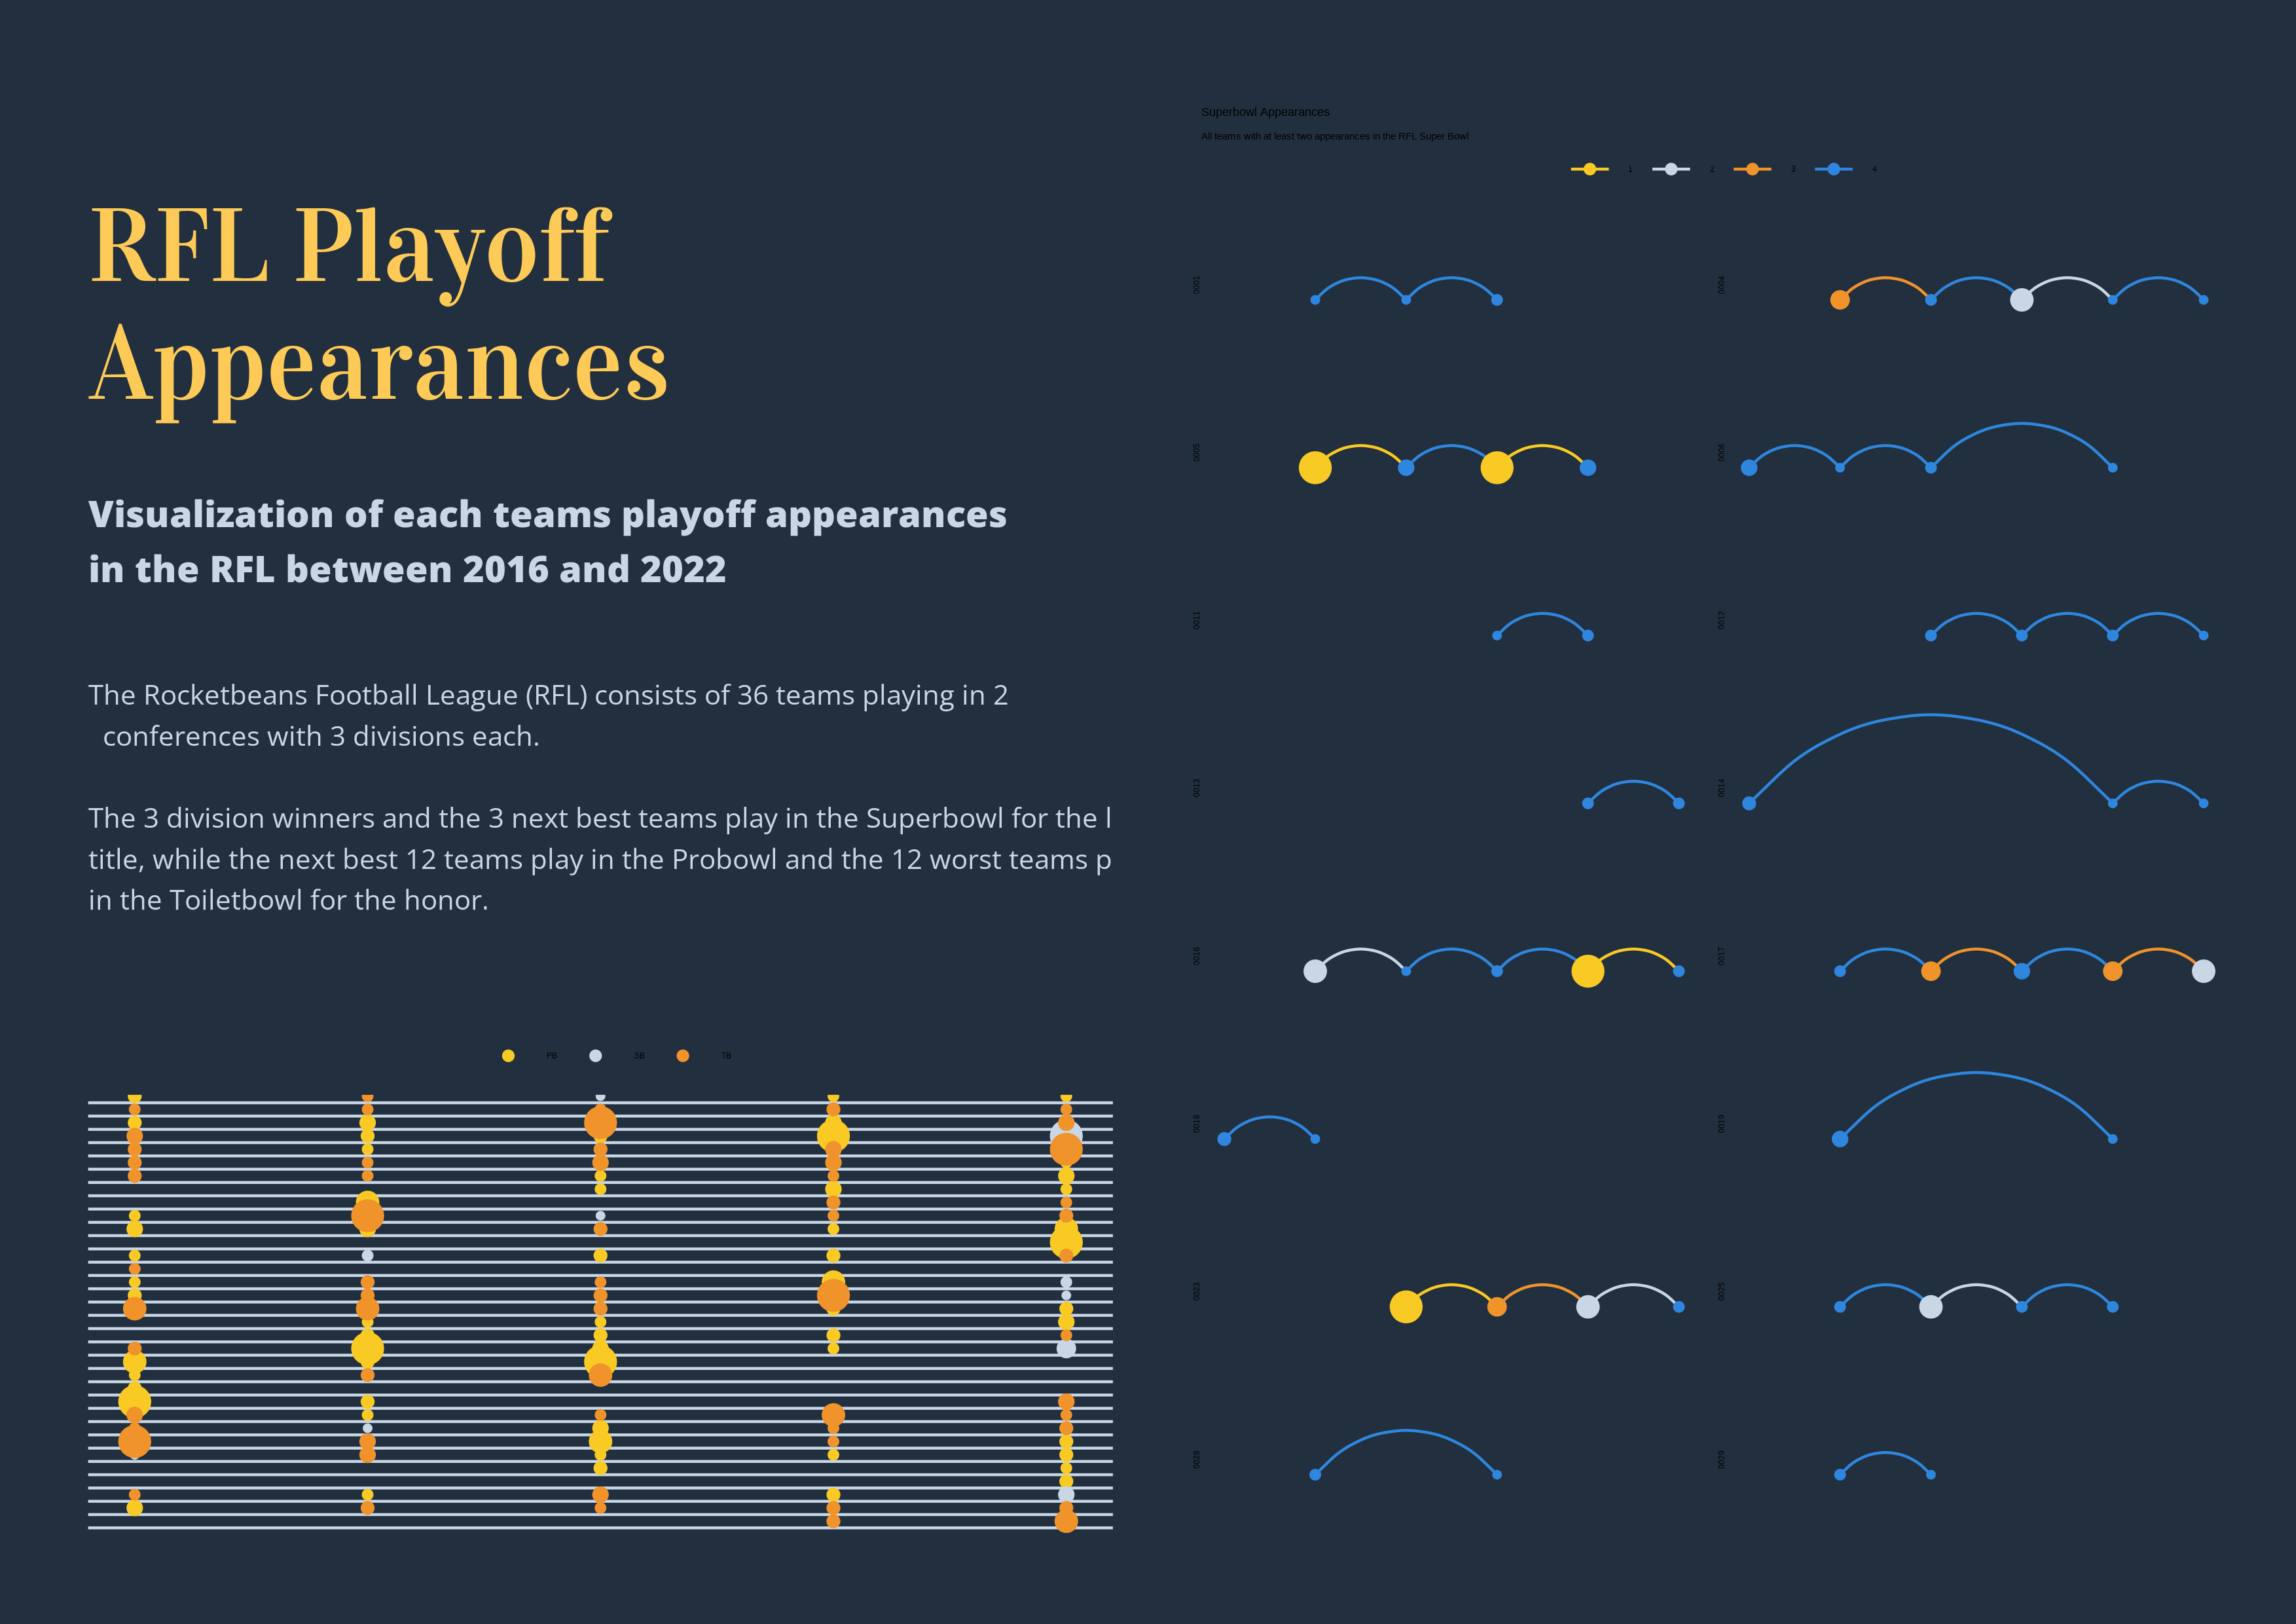 RFL Playoff
Appearances
Visualization of each teams playoff appearances
in the RFL between 2016 and 2022
The Rocketbeans Football League (RFL) consists of 36 teams playing in 2
conferences with 3 divisions each.
The 3 division winners and the 3 next best teams play in the Superbowl for the l
title, while the next best 12 teams play in the Probowl and the 12 worst teams p
in the Toiletbowl for the honor.
PB SB TB
Superbowl Appearances
All teams with at least two appearances in the RFL Super Bowl
1 2 3 4
0001 0004
0005 0006
0011 0012
0013 0014
0016 0017
0018 0019
0023 0025
0028 0029